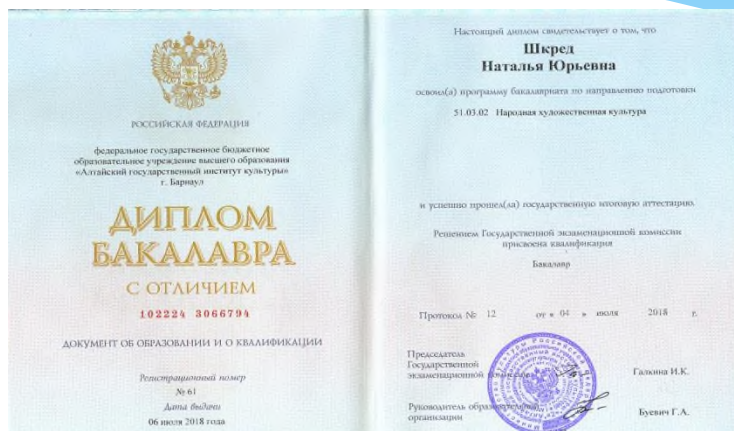 РОССИЙСКАЯ ФЕДЕРАЦИЯ
федеральное государственное бюджетное
образовательное учреждение высшего образования
«Алтайский государственный институт культуры»
г. Барнаул
ДИПЛОМ
БАКАЛАВРА
С ОТЛИЧИЕМ
102224 3066794
ДОКУМЕНТ ОБ ОБРАЗОВАНИИ И О КВАЛИФИКАЦИИ
Регистрационный номер
№ 61
Дата выдачи
06 июля 2018 года
Настоящий диплом свидетельствует о том, что
Шкред
Наталья Юрьевна
освоил(а) программу бакалавриата по направлению подготовки
51.03.02 Народная художественная культура
и успешно прошел(ла) государственную итоговую аттестацию.
Решением Государственной экзаменационной комиссии
присвоена квалификация
Бакалавр
Протокол № 12 от « 04 » июля 2018 г.
Председатель
Государственной
экзаменационной комиссии Галкина И.К.
Руководитель образовательной
организации Буевич Г.А.